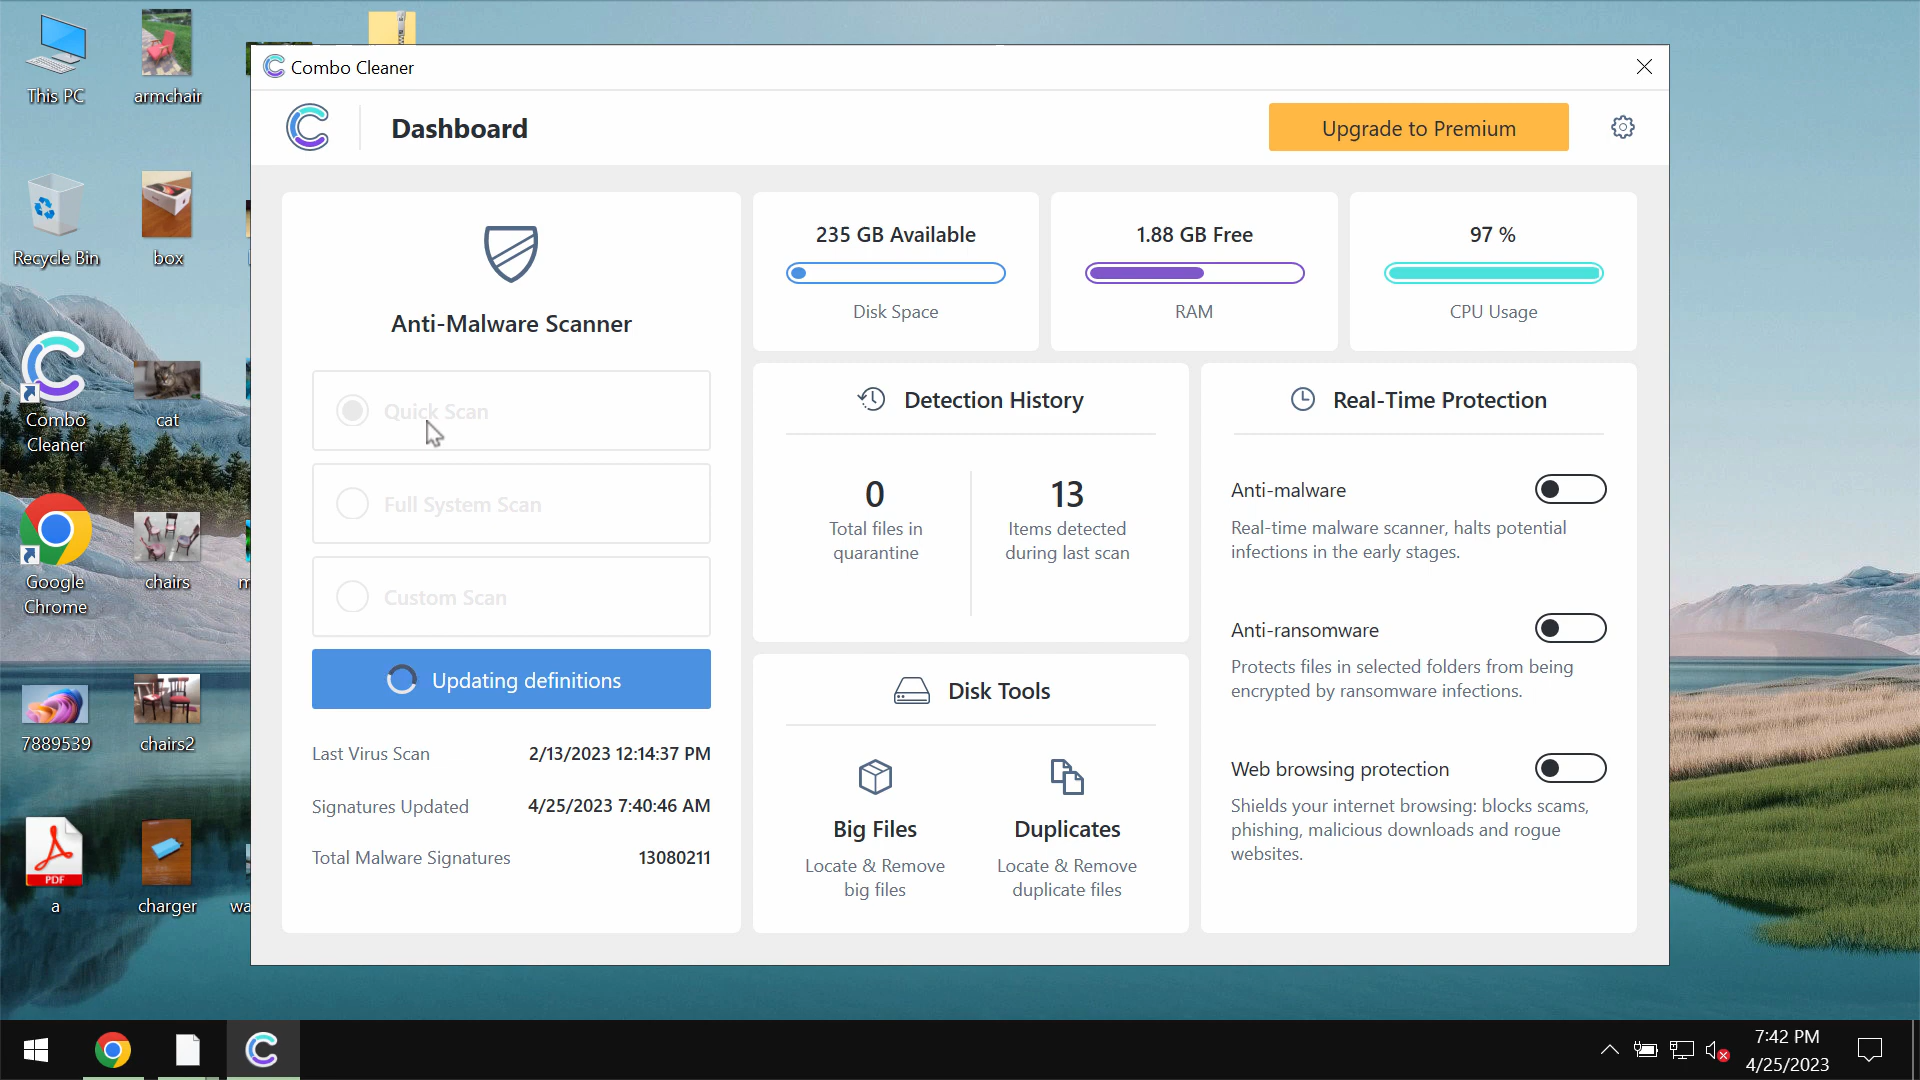 This PC
armchair
Recycle Bin
box
Combo
Cleaner
cat
Google
Chrome
chairs
7889539
chairs2
PDF
a
charger
wa
Combo Cleaner
Dashboard
Upgrade to Premium
Anti-Malware Scanner
Quick Scan
Full System Scan
Custom Scan
Updating definitions
Last Virus Scan 2/13/2023 12:14:37 PM
Signatures Updated 4/25/2023 7:40:46 AM
Total Malware Signatures 13080211
235 GB Available
Disk Space
1.88 GB Free
RAM
97 %
CPU Usage
Detection History
0
Total files in
quarantine
13
Items detected
during last scan
Disk Tools
Big Files
Locate & Remove
big files
Duplicates
Locate & Remove
duplicate files
Real-Time Protection
Anti-malware
Real-time malware scanner, halts potential
infections in the early stages.
Anti-ransomware
Protects files in selected folders from being
encrypted by ransomware infections.
Web browsing protection
Shields your internet browsing: blocks scams,
phishing, malicious downloads and rogue
websites.
7:42 PM
4/25/2023